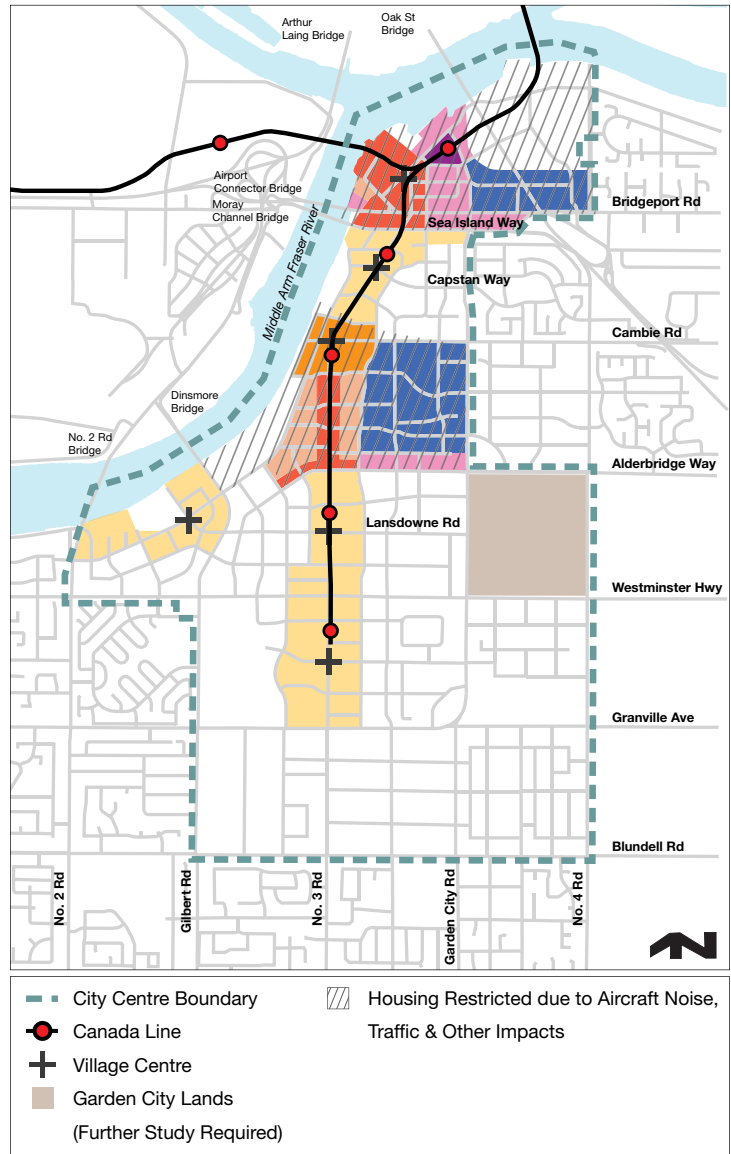 Arthur
Laing Bridge
Oak St
Bridge
Airport
Connector Bridge
Moray
Channel Bridge
Bridgeport Rd
Sea Island Way
Middle Arm Fraser River
Capstan Way
Cambie Rd
Dinsmore
Bridge
No. 2 Rd
Bridge
Alderbridge Way
Lansdowne Rd
Westminster Hwy
Granville Ave
Blundell Rd
No. 2 Rd
Gilbert Rd
No. 3 Rd
Garden City Rd
No. 4 Rd
N
City Centre Boundary
Canada Line
Village Centre
Garden City Lands
(Further Study Required)
Housing Restricted due to Aircraft Noise,
Traffic & Other Impacts